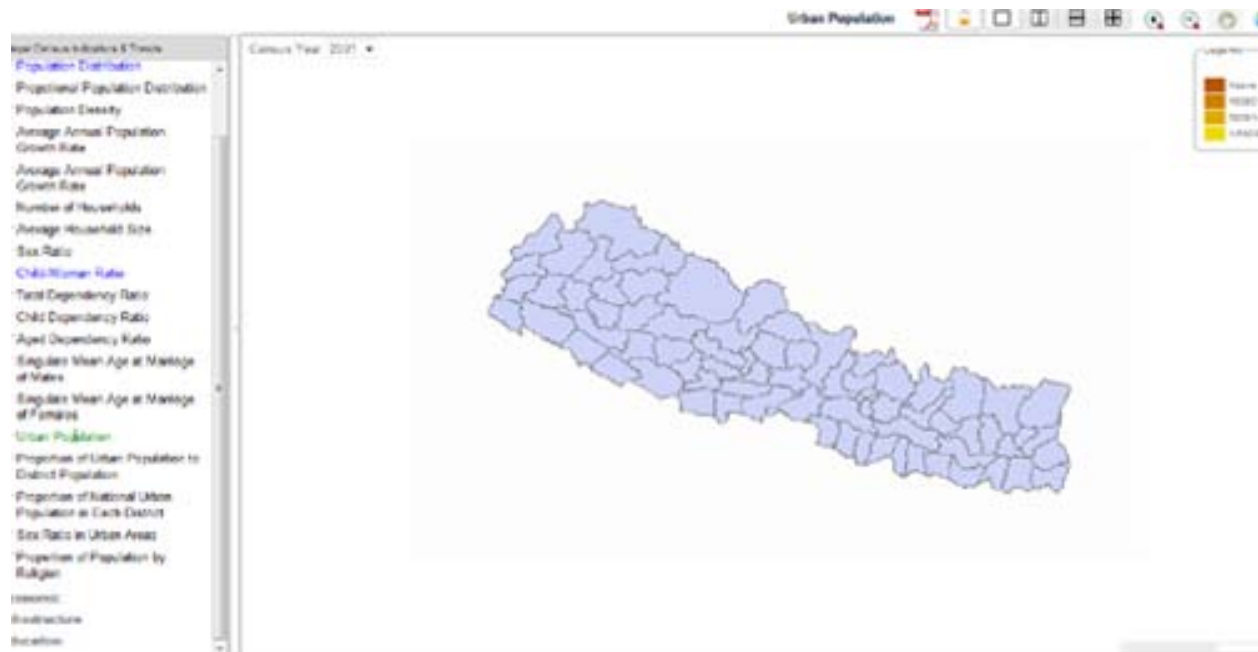 Urban Population
Census Year
Population Distribution
Proportional Population Distribution
Population Density
Average Annual Population
Growth Rate
Average Annual Population
Growth Rate
Number of Households
Average Household Size
Sex Ratio
Child-Woman Ratio
Total Dependency Ratio
Child Dependency Ratio
Aged Dependency Ratio
Singulate Mean Age at Marriage
of Males
Singulate Mean Age at Marriage
of Females
Urban Population
Proportion of Urban Population to
District Population
Proportion of National Urban
Population in Each District
Sex Ratio in Urban Areas
Proportion of Population by
Religion